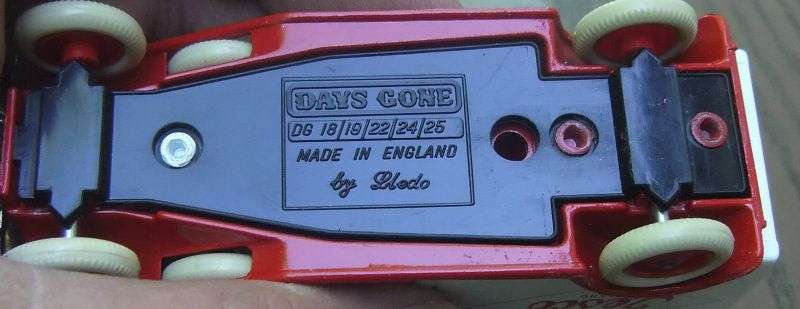 DAYS GONE
DG 18/19/22/24/25
MADE IN ENGLAND
by Lledo